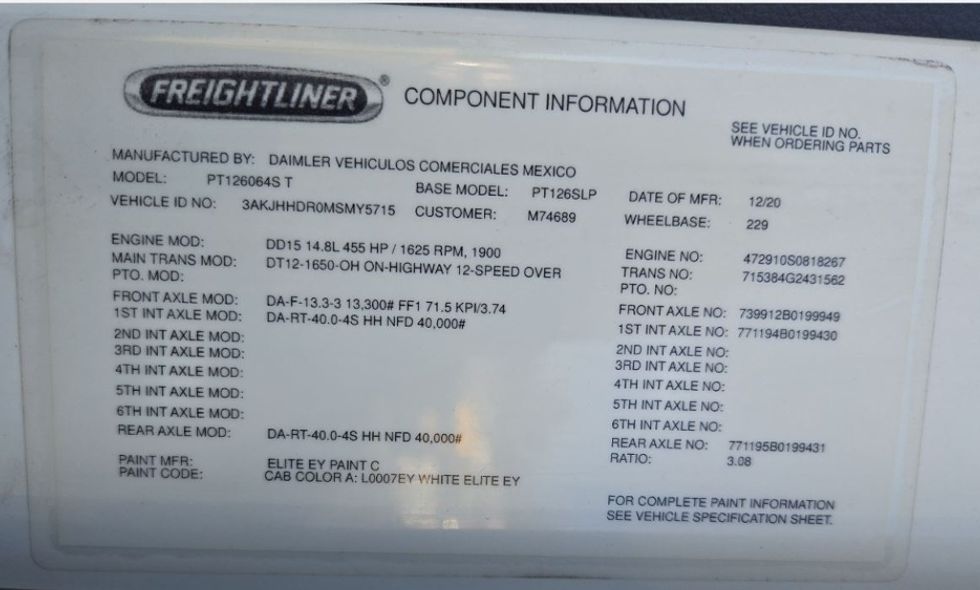 FREIGHTLINER ® COMPONENT INFORMATION
SEE VEHICLE ID NO.
WHEN ORDERING PARTS
MANUFACTURED BY: DAIMLER VEHICULOS COMERCIALES MEXICO
MODEL: PT126064S T BASE MODEL: PT126SLP DATE OF MFR: 12/20
VEHICLE ID NO: 3AKJHHDR0MSMY5715 CUSTOMER: M74689 WHEELBASE: 229
ENGINE MOD: DD15 14.8L 455 HP / 1625 RPM, 1900 ENGINE NO: 472910S0818267
MAIN TRANS MOD: DT12-1650-OH ON-HIGHWAY 12-SPEED OVER TRANS NO: 715384G2431562
PTO. MOD: PTO. NO:
FRONT AXLE MOD: DA-F-13.3-3 13,300# FF1 71.5 KPI/3.74 FRONT AXLE NO: 739912B0199949
1ST INT AXLE MOD: DA-RT-40.0-4S HH NFD 40,000# 1ST INT AXLE NO: 771194B0199430
2ND INT AXLE MOD: 2ND INT AXLE NO:
3RD INT AXLE MOD: 3RD INT AXLE NO:
4TH INT AXLE MOD: 4TH INT AXLE NO:
5TH INT AXLE MOD: 5TH INT AXLE NO:
6TH INT AXLE MOD: 6TH INT AXLE NO:
REAR AXLE MOD: DA-RT-40.0-4S HH NFD 40,000# REAR AXLE NO: 771195B0199431
RATIO: 3.08
PAINT MFR: ELITE EY PAINT C
PAINT CODE: CAB COLOR A: L0007EY WHITE ELITE EY
FOR COMPLETE PAINT INFORMATION
SEE VEHICLE SPECIFICATION SHEET.